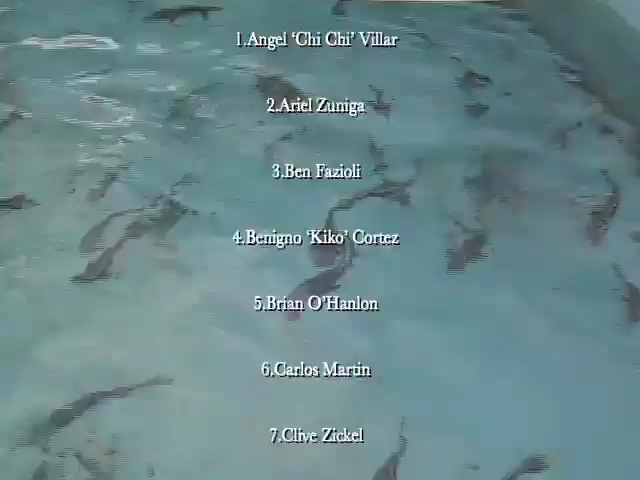 1.Angel ‘Chi Chi’ Villar
2.Ariel Zuniga
3.Ben Fazioli
4.Benigno ‘Kiko’ Cortez
5.Brian O’Hanlon
6.Carlos Martin
7.Clive Zickel